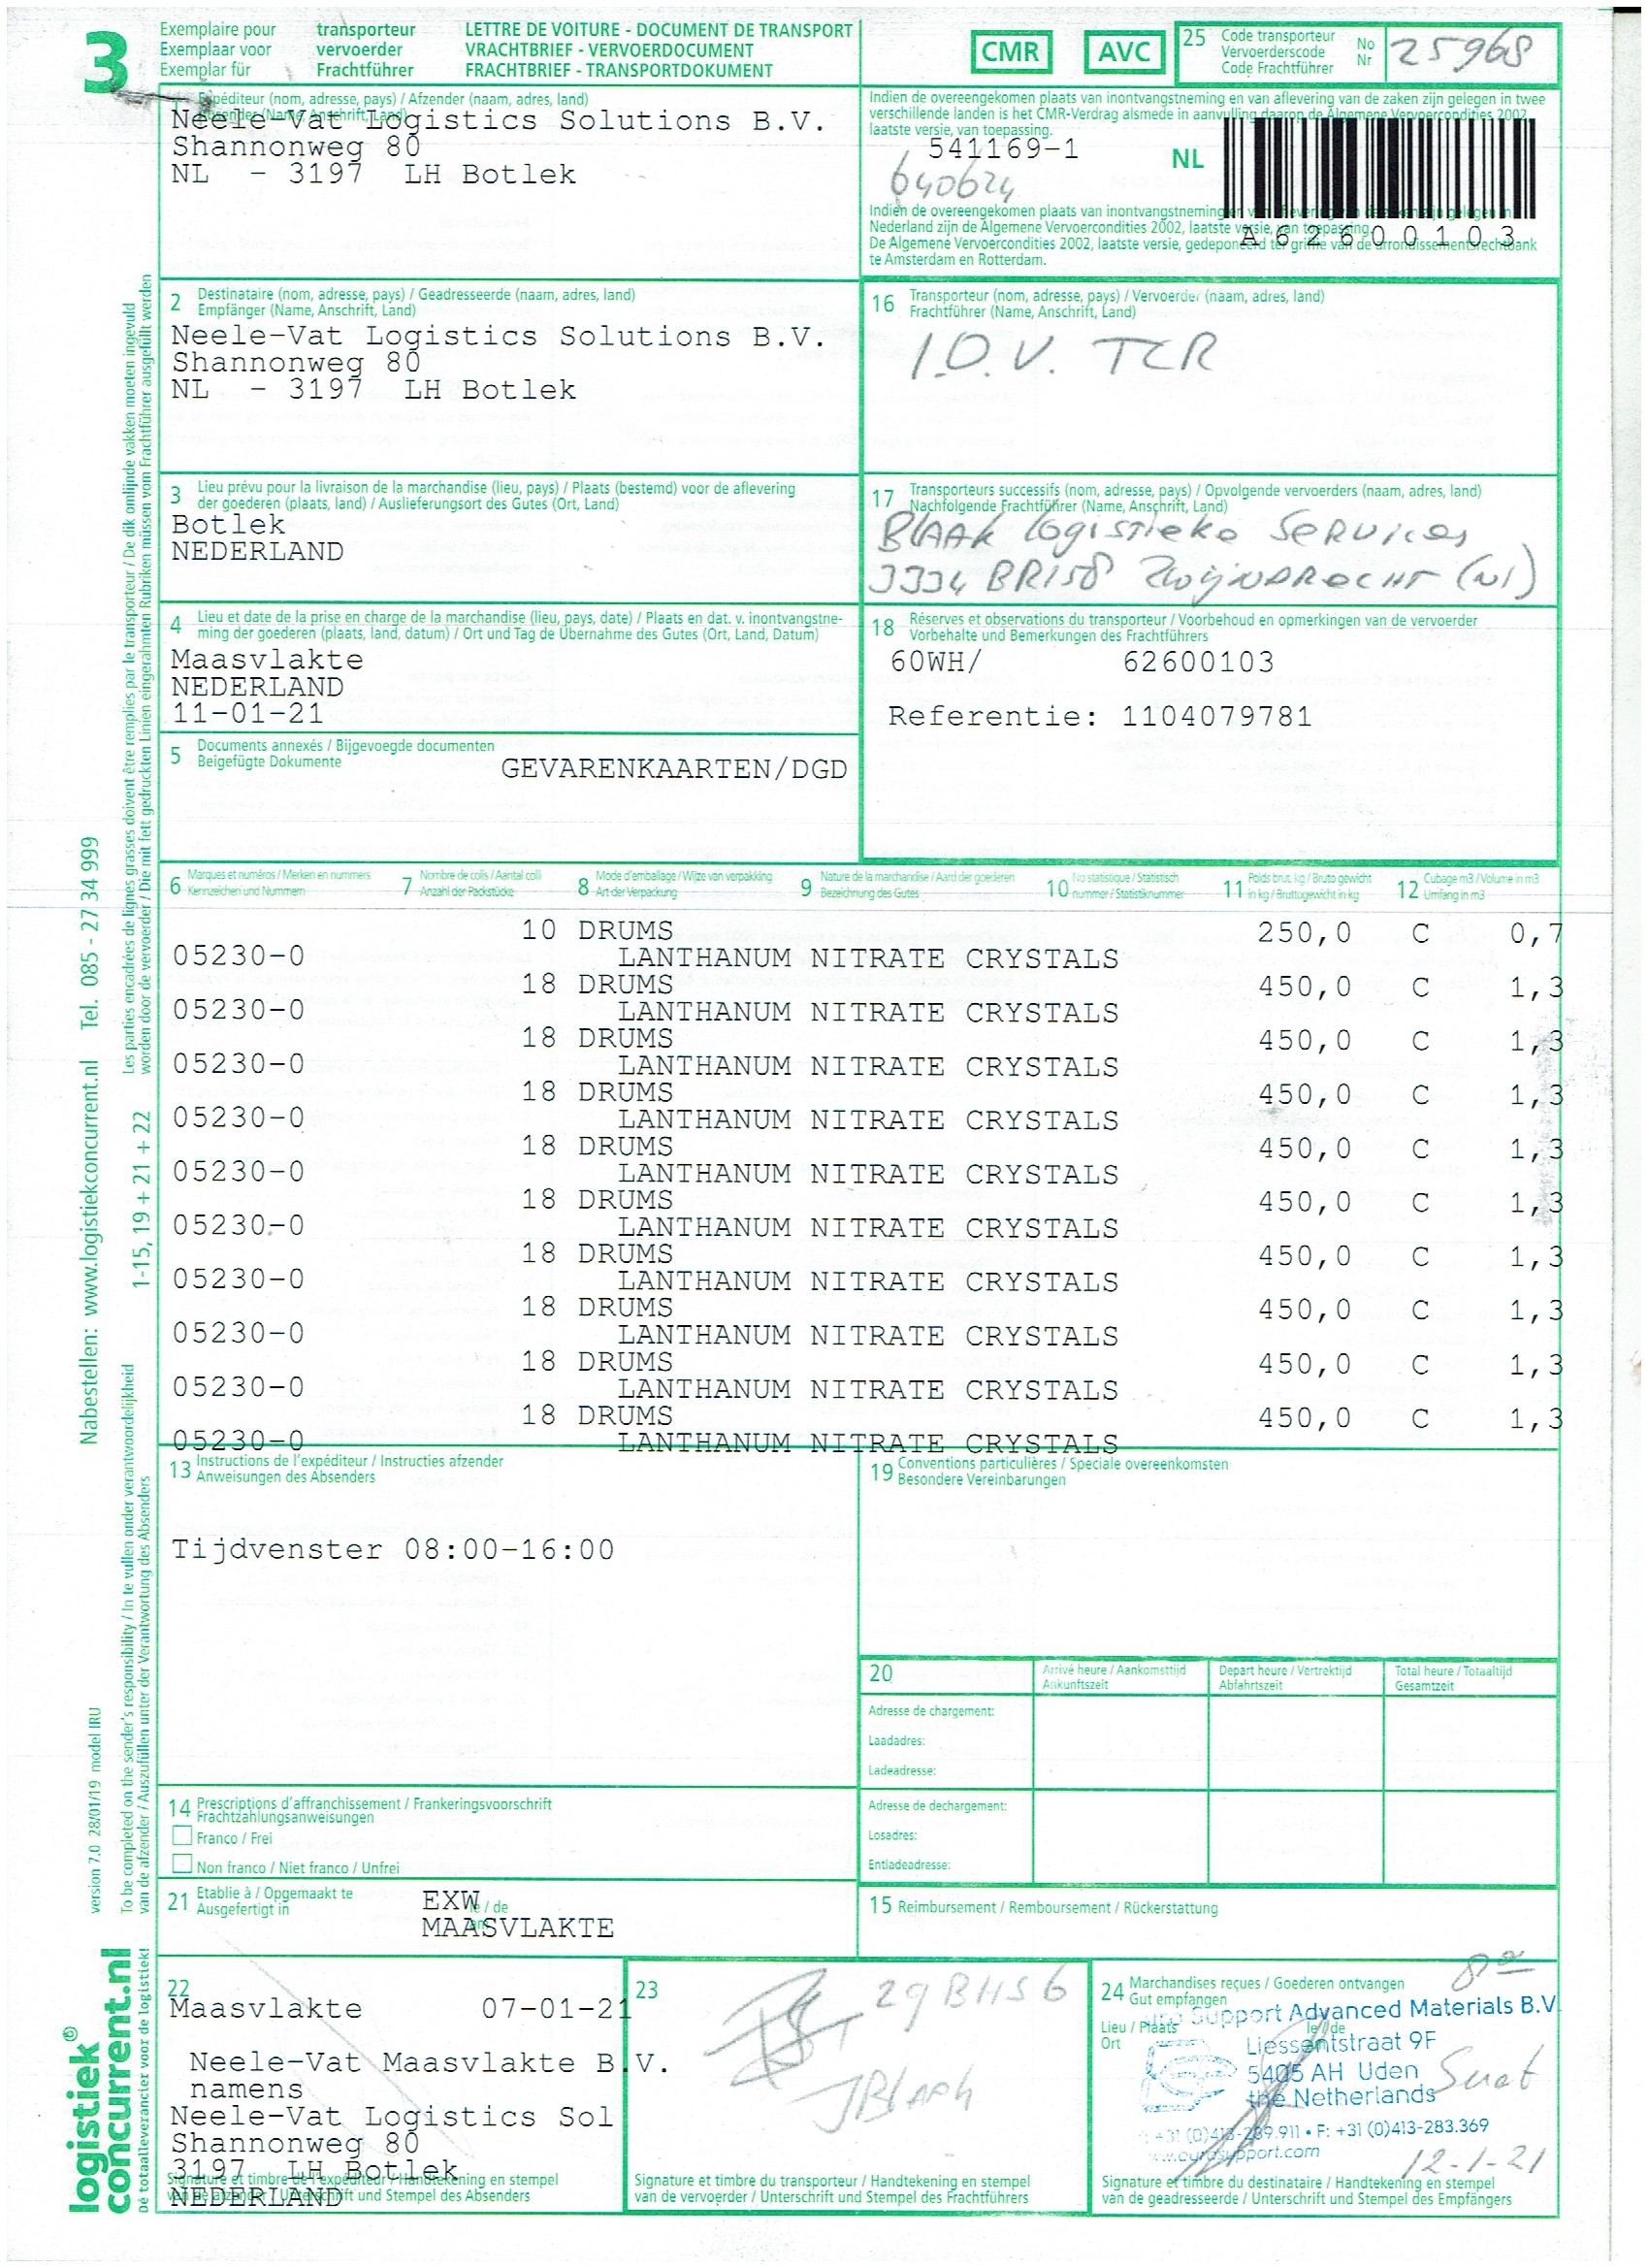 3
Exemplaire pour transporteur LETTRE DE VOITURE - DOCUMENT DE TRANSPORT
Exemplaar voor vervoerder VRACHTBRIEF - VERVOERDOCUMENT
Exemplar für Frachtführer FRACHTBRIEF - TRANSPORTDOKUMENT
CMR AVC
25 Code transporteur
Vervoerderscode
Code Frachtführer
No
Nr
25968
Expéditeur (nom, adresse, pays) / Afzender (naam, adres, land)
Absender (Name, Anschrift, Land)
Neele-Vat Logistics Solutions B.V.
Shannonweg 80
NL - 3197 LH Botlek
Indien de overeengekomen plaats van inontvangstneming en van aflevering van de zaken zijn gelegen in twee
verschillende landen is het CMR-Verdrag alsmede in aanvulling daarop de Algemene Vervoercondities 2002,
laatste versie, van toepassing.
541169-1
640624
NL
Indien de overeengekomen plaats van inontvangstneming en van aflevering van de zaken zijn gelegen in
Nederland zijn de Algemene Vervoercondities 2002, laatste versie, van toepassing.
De Algemene Vervoercondities 2002, laatste versie, gedeponeerd ter griffie van de arrondissementsrechtbank
te Amsterdam en Rotterdam.
A62600103
2 Destinataire (nom, adresse, pays) / Geadresseerde (naam, adres, land)
Empfänger (Name, Anschrift, Land)
Neele-Vat Logistics Solutions B.V.
Shannonweg 80
NL - 3197 LH Botlek
16 Transporteur (nom, adresse, pays) / Vervoerder (naam, adres, land)
Frachtführer (Name, Anschrift, Land)
I.O.V. TCR
3 Lieu prévu pour la livraison de la marchandise (lieu, pays) / Plaats (bestemd) voor de aflevering
der goederen (plaats, land) / Auslieferungsort des Gutes (Ort, Land)
Botlek
NEDERLAND
17 Transporteurs successifs (nom, adresse, pays) / Opvolgende vervoerders (naam, adres, land)
Nachfolgende Frachtführer (Name, Anschrift, Land)
BLAAK Logistieke Services
3334 BR158 Zwijndrecht (Nl)
4 Lieu et date de la prise en charge de la marchandise (lieu, pays, date) / Plaats en dat. v. inontvangstne-
ming der goederen (plaats, land, datum) / Ort und Tag de Übernahme des Gutes (Ort, Land, Datum)
Maasvlakte
NEDERLAND
11-01-21
18 Réserves et observations du transporteur / Voorbehoud en opmerkingen van de vervoerder
Vorbehalte und Bemerkungen des Frachtführers
60WH/ 62600103
Referentie: 1104079781
5 Documents annexés / Bijgevoegde documenten
Beigefügte Dokumente
GEVARENKAARTEN/DGD
6 Marques et numéros / Merken en nummers
Kennzeichen und Nummern
7 Nombre de colis / Aantal colli
Anzahl der Packstücke
8 Mode d'emballage / Wijze van verpakking
Art der Verpackung
9 Nature de la marchandise / Aard der goederen
Bezeichnung des Gutes
10 No statistique / Statistisch
nummer / Statistiknummer
11 Poids brut, kg / Bruto gewicht
in kg / Bruttogewicht in kg
12 Cubage m3 / Volume in m3
Umfang in m3
10 DRUMS 250,0 C 0,7
05230-0 LANTHANUM NITRATE CRYSTALS
18 DRUMS 450,0 C 1,3
05230-0 LANTHANUM NITRATE CRYSTALS
18 DRUMS 450,0 C 1,3
05230-0 LANTHANUM NITRATE CRYSTALS
18 DRUMS 450,0 C 1,3
05230-0 LANTHANUM NITRATE CRYSTALS
18 DRUMS 450,0 C 1,3
05230-0 LANTHANUM NITRATE CRYSTALS
18 DRUMS 450,0 C 1,3
05230-0 LANTHANUM NITRATE CRYSTALS
18 DRUMS 450,0 C 1,3
05230-0 LANTHANUM NITRATE CRYSTALS
18 DRUMS 450,0 C 1,3
05230-0 LANTHANUM NITRATE CRYSTALS
18 DRUMS 450,0 C 1,3
05230-0 LANTHANUM NITRATE CRYSTALS
18 DRUMS 450,0 C 1,3
05230-0 LANTHANUM NITRATE CRYSTALS
13 Instructions de l'expéditeur / Instructies afzender
Anweisungen des Absenders
Tijdvenster 08:00-16:00
19 Conventions particulières / Speciale overeenkomsten
Besondere Vereinbarungen
20
Arrivé heure / Aankomsttijd
Ankunftszeit
Depart heure / Vertrektijd
Abfahrtszeit
Total heure / Totaaltijd
Gesamtzeit
Adresse de chargement:
Laadadres:
Ladeadresse:
Adresse de dechargement:
Losadres:
Entladeadresse:
14 Prescriptions d'affranchissement / Frankeringsvoorschrift
Frachtzahlungsanweisungen
Franco / Frei
Non franco / Niet franco / Unfrei
21 Etablie à / Opgemaakt te
Ausgefertigt in
le / de
am
EXW
MAASVLAKTE
15 Reimbursement / Remboursement / Rückerstattung
22
Maasvlakte 07-01-21
Neele-Vat Maasvlakte B.V.
namens
Neele-Vat Logistics Sol
Shannonweg 80
3197 LH Botlek
NEDERLAND
Signature et timbre de l'expéditeur / Handtekening en stempel
van de afzender / Unterschrift und Stempel des Absenders
23
29BHS6
JBlaak
Signature et timbre du transporteur / Handtekening en stempel
van de vervoerder / Unterschrift und Stempel des Frachtführers
24 Marchandises reçues / Goederen ontvangen
Gut empfangen
Lieu / Plaats
Ort
le / de
Support Advanced Materials B.V.
Liessentstraat 9F
5405 AH Uden
the Netherlands
+31 (0)413-289.911 • F: +31 (0)413-283.369
www.eurosupport.com
12-1-21
Signature et timbre du destinataire / Handtekening en stempel
van de geadresseerde / Unterschrift und Stempel des Empfängers
Les parties encadrées de lignes grasses doivent être remplies par le transporteur / De dik omlijnde vakken moeten ingevuld
worden door de vervoerder / Die mit fett gedruckten Linien eingerahmten Rubriken müssen vom Frachtführer ausgefüllt werden
1-15, 19 + 21 + 22
To be completed on the sender's responsibility / In te vullen onder verantwoordelijkheid
van de afzender / Auszufüllen unter der Verantwortung des Absenders
Nabestellen: www.logistiekconcurrent.nl Tel. 085 - 27 34 999
version 7.0 28/01/19 model IRU
logistiek
concurrent.nl
Dé totaalleverancier voor de logistiek!